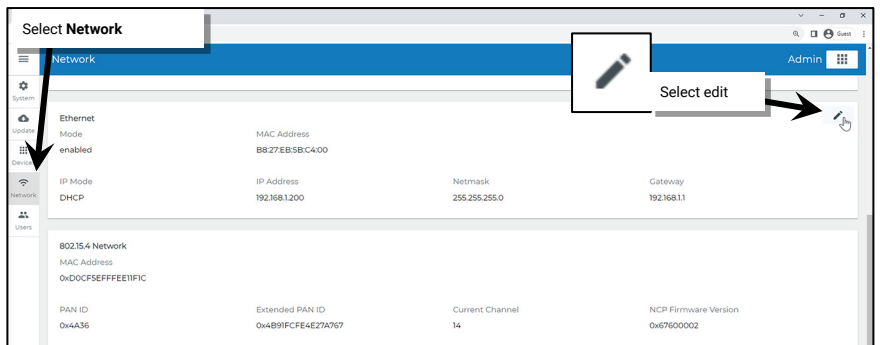 Select Network
Guest
Network
Admin
Select edit
System
Update
Device
Network
Users
Ethernet
Mode MAC Address
enabled B8:27:EB:5B:C4:00
IP Mode IP Address Netmask Gateway
DHCP 192.168.1.200 255.255.255.0 192.168.1.1
802.15.4 Network
MAC Address
0xD0CF5EFFFEE11F1C
PAN ID Extended PAN ID Current Channel NCP Firmware Version
0x4A36 0x4B91FCFE4E27A767 14 0x67600002